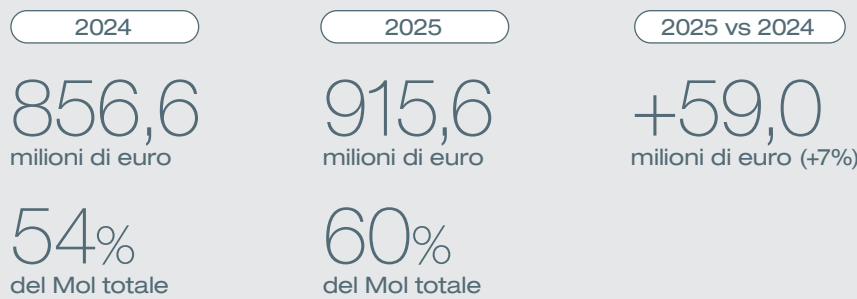 2024
2025
2025 vs 2024
856,6
915,6
+59,0
milioni di euro
milioni di euro
milioni di euro (+7%)
54%
60%
del Mol totale
del Mol totale